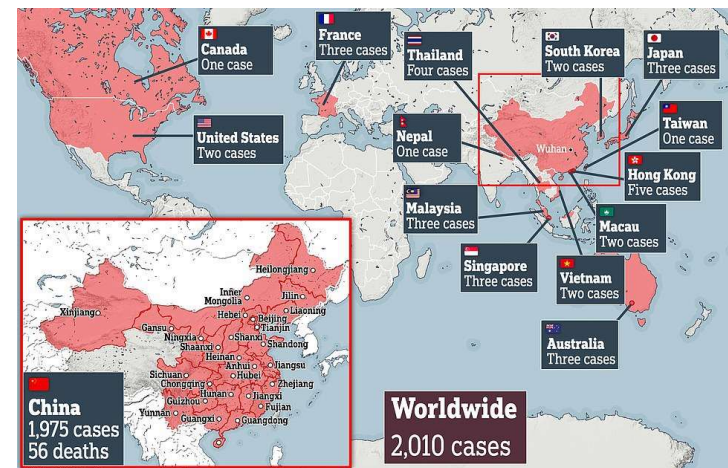 Canada
One case
France
Three cases
Thailand
Four cases
South Korea
Two cases
Japan
Three cases
United States
Two cases
Nepal
One case
Wuhan
Taiwan
One case
Hong Kong
Five cases
Malaysia
Three cases
Macau
Two cases
Singapore
Three cases
Vietnam
Two cases
Australia
Three cases
Heilongjiang
Inner
Mongolia
Jilin
Xinjiang
Hebei
Liaoning
Beijing
Tianjin
Gansu
Ningxia
Shanxi
Shaanxi
Shandong
Heinan
Anhui
Jiangsu
Sichuan
Hubei
Chongqing
Zhejiang
Hunan
Jiangxi
Guizhou
Fujian
Yunnan
Guangxi
Guangdong
China
1,975 cases
56 deaths
Worldwide
2,010 cases